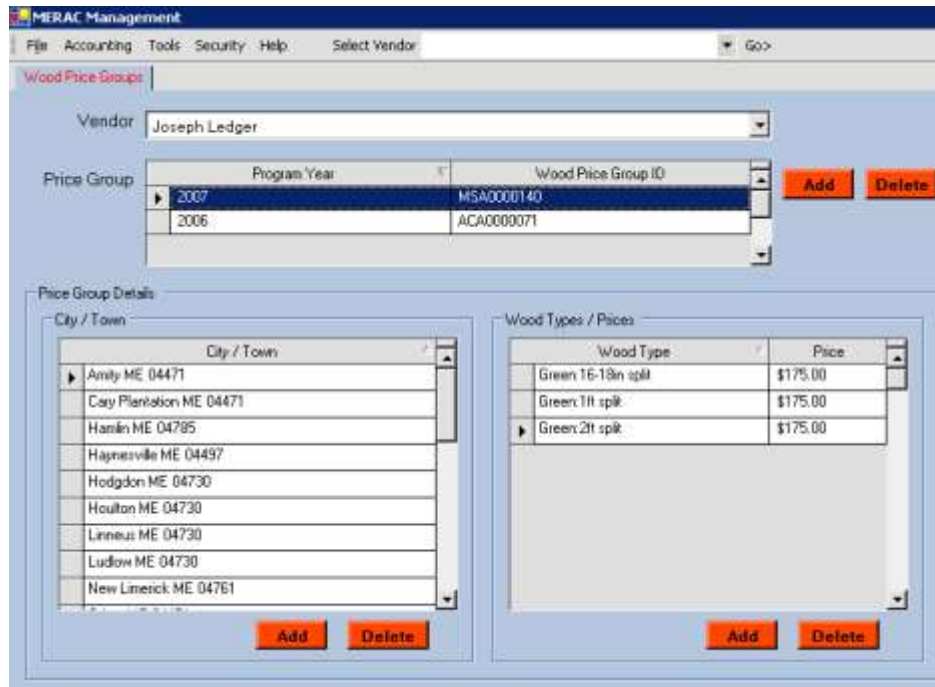 MERAC Management
File Accounting Tools Security Help Select Vendor Go>
Wood Price Groups
Vendor Joseph Ledger
Price Group
Program Year Wood Price Group ID
2007 MSA0000140
2006 ACA0000071
Add Delete
Price Group Details
City / Town
City / Town
Amity ME 04471
Cary Plantation ME 04471
Hamlin ME 04785
Haynesville ME 04497
Hodgdon ME 04730
Houlton ME 04730
Linneus ME 04730
Ludlow ME 04730
New Limerick ME 04761
Add Delete
Wood Types / Prices
Wood Type Price
Green:16-18in split $175.00
Green:1ft split $175.00
Green:2ft split $175.00
Add Delete